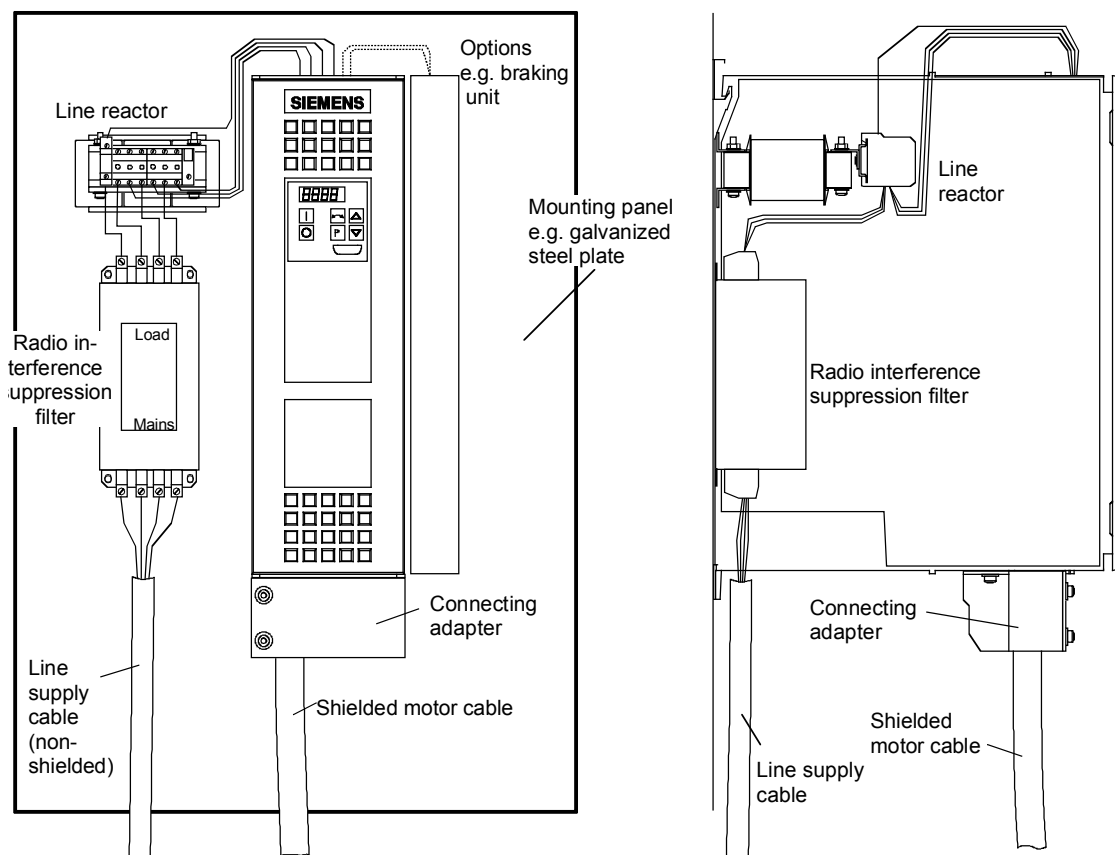 Options
e.g. braking
unit
Line reactor
SIEMENS
Mounting panel
e.g. galvanized
steel plate
P
Radio in-
terference
suppression
filter
Load
Mains
Connecting
adapter
Line
supply
cable
(non-
shielded)
Shielded motor cable
Line
reactor
Radio interference
suppression filter
Connecting
adapter
Shielded
motor cable
Line supply
cable